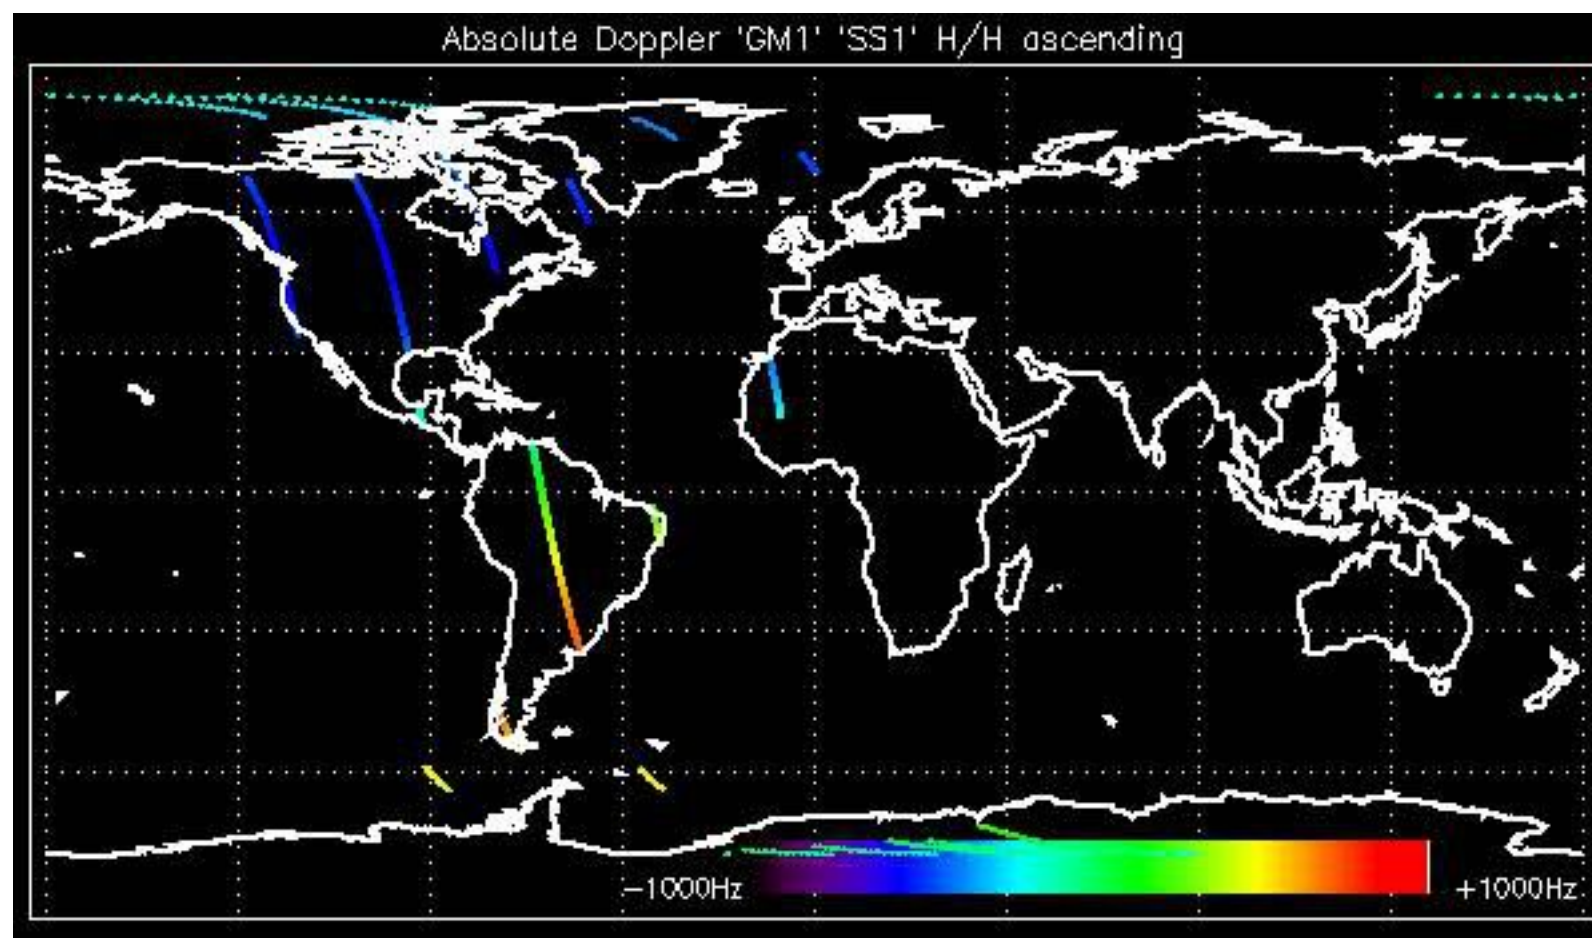 Absolute Doppler 'GM1' 'SS1' H/H ascending
-1000Hz
+1000Hz